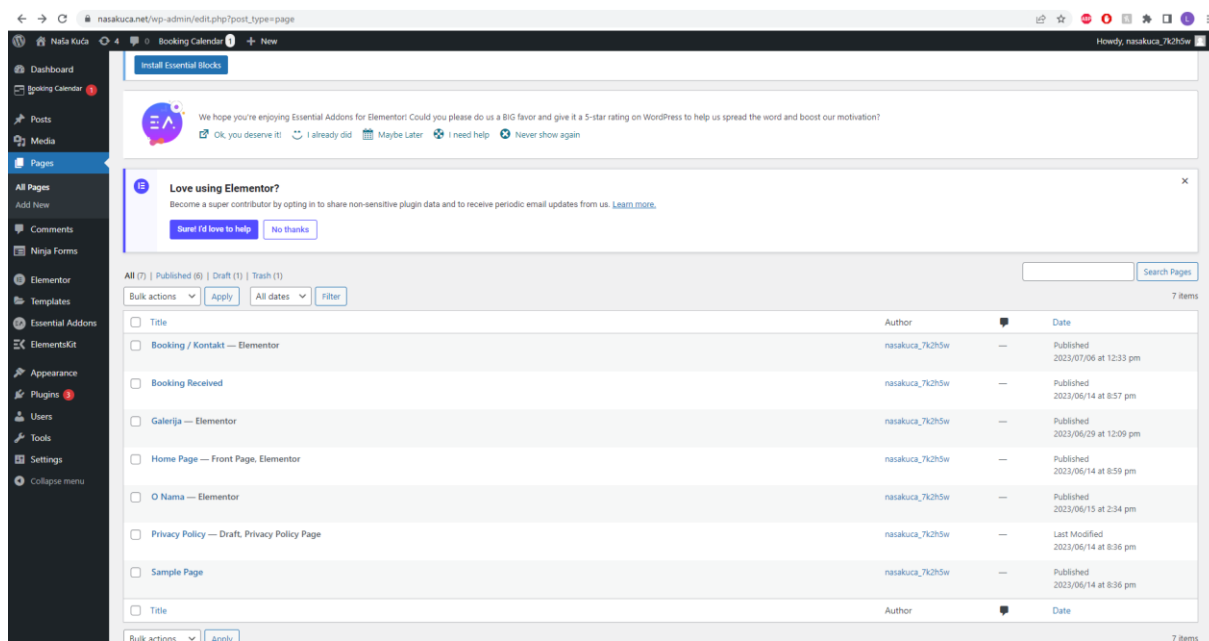 nasakuca.net/wp-admin/edit.php?post_type=page
Naša Kuća 4 0 Booking Calendar 1 + New Howdy, nasakuca_7k2h5w
Dashboard
Booking Calendar 1
Posts
Media
Pages
All Pages
Add New
Comments
Ninja Forms
Elementor
Templates
Essential Addons
ElementsKit
Appearance
Plugins 3
Users
Tools
Settings
Collapse menu
Install Essential Blocks
We hope you're enjoying Essential Addons for Elementor! Could you please do us a BIG favor and give it a 5-star rating on WordPress to help us spread the word and boost our motivation?
Ok, you deserve it! I already did Maybe Later I need help Never show again
Love using Elementor?
Become a super contributor by opting in to share non-sensitive plugin data and to receive periodic email updates from us. Learn more.
Sure! I'd love to help No thanks
All (7) | Published (6) | Draft (1) | Trash (1)
Search Pages
Bulk actions Apply All dates Filter 7 items
Title Author Date
Booking / Kontakt — Elementor nasakuca_7k2h5w — Published
2023/07/06 at 12:33 pm
Booking Received nasakuca_7k2h5w — Published
2023/06/14 at 8:57 pm
Galerija — Elementor nasakuca_7k2h5w — Published
2023/06/29 at 12:09 pm
Home Page — Front Page, Elementor nasakuca_7k2h5w — Published
2023/06/14 at 8:59 pm
O Nama — Elementor nasakuca_7k2h5w — Published
2023/06/15 at 2:34 pm
Privacy Policy — Draft, Privacy Policy Page nasakuca_7k2h5w — Last Modified
2023/06/14 at 8:36 pm
Sample Page nasakuca_7k2h5w — Published
2023/06/14 at 8:36 pm
Title Author Date
Bulk actions Apply 7 items